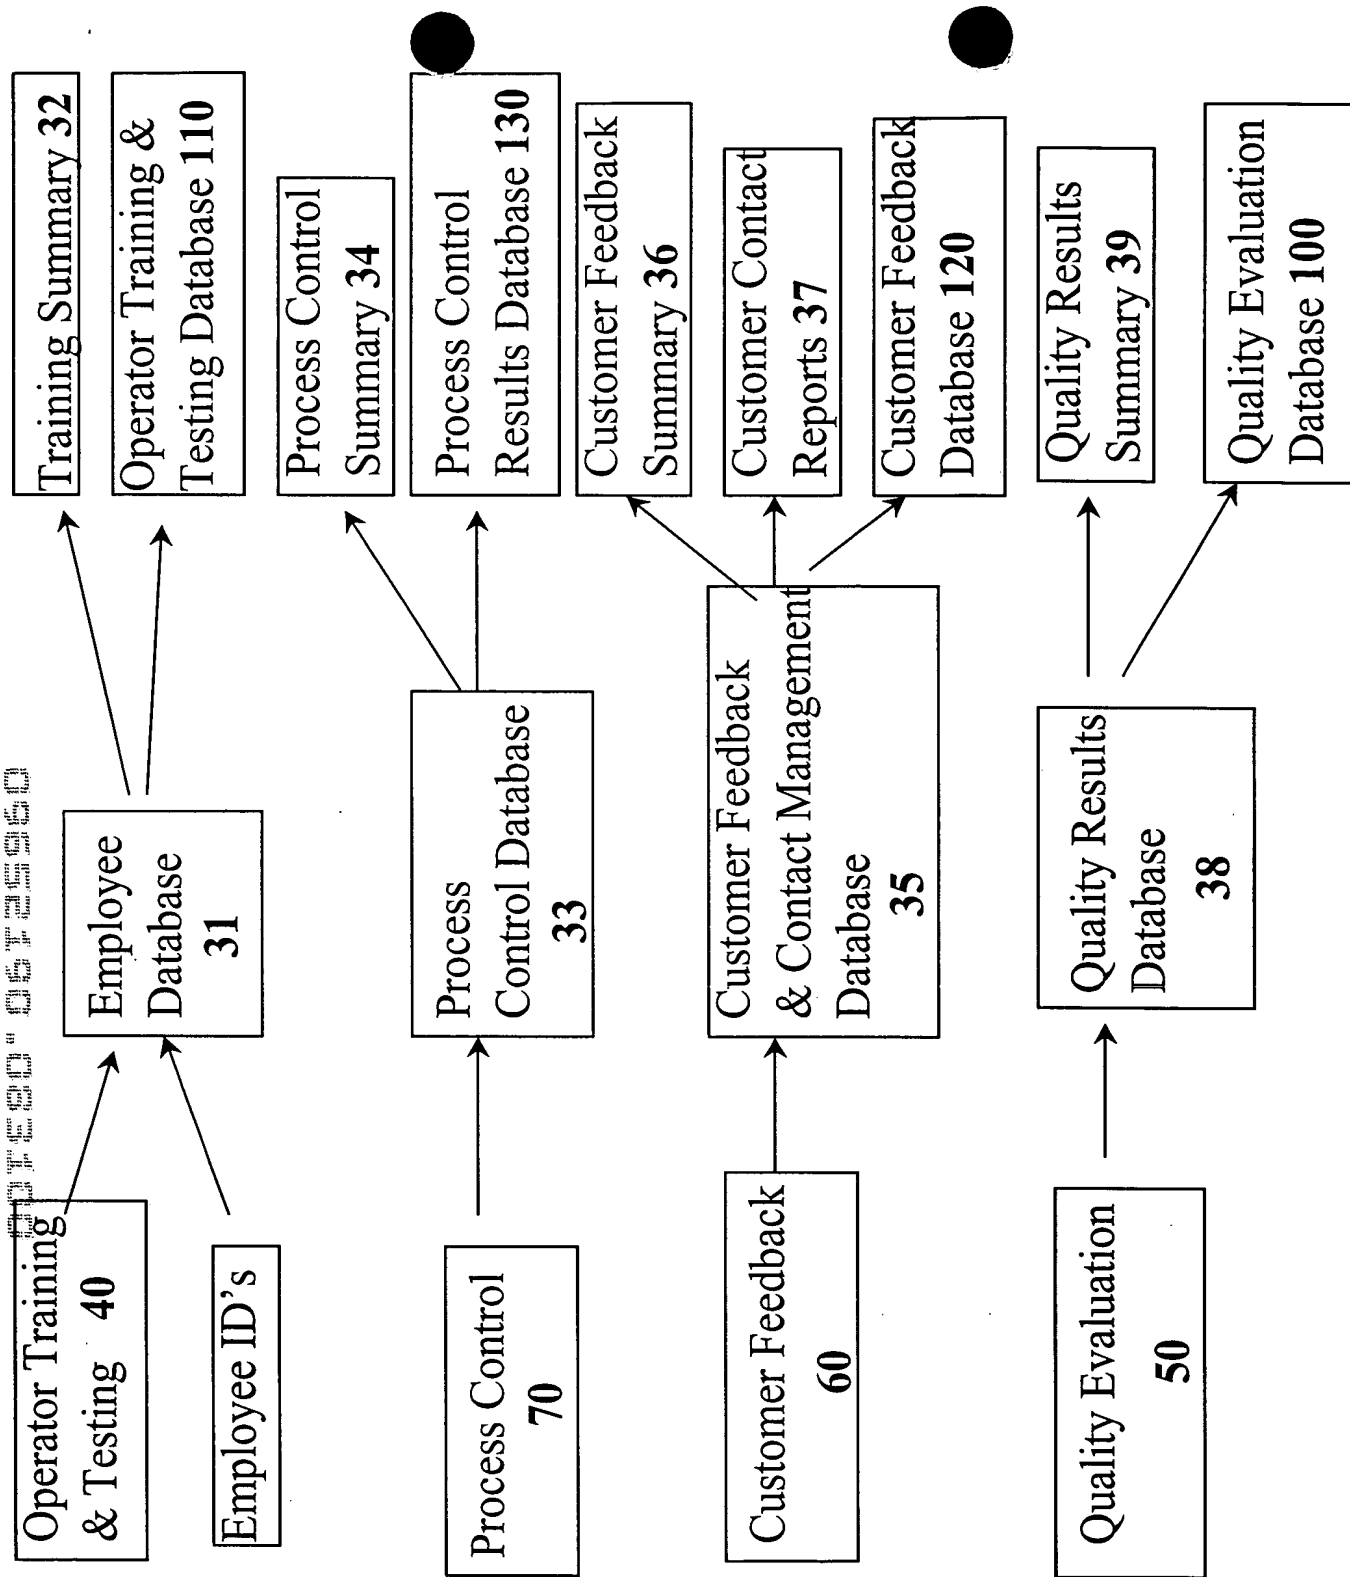 Operator Training
& Testing 40
Employee ID's
Employee
Database
31
Training Summary 32
Operator Training &
Testing Database 110
Process Control
70
Process
Control Database
33
Process Control
Summary 34
Process Control
Results Database 130
Customer Feedback
60
Customer Feedback
& Contact Management
Database
35
Customer Feedback
Summary 36
Customer Contact
Reports 37
Customer Feedback
Database 120
Quality Evaluation
50
Quality Results
Database
38
Quality Results
Summary 39
Quality Evaluation
Database 100